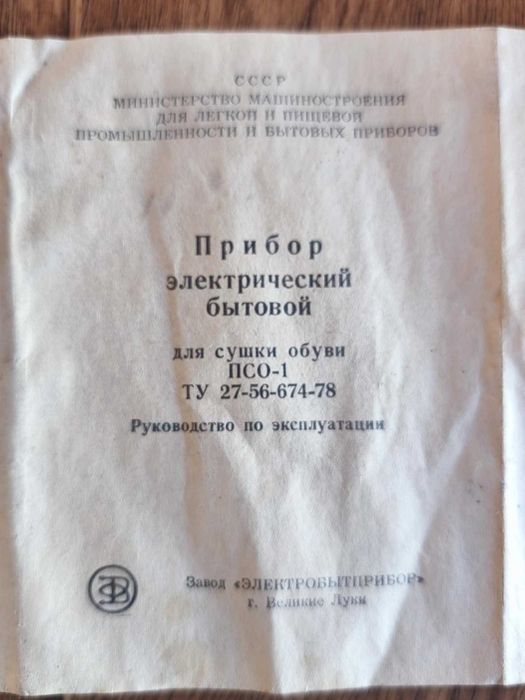 СССР
МИНИСТЕРСТВО МАШИНОСТРОЕНИЯ
ДЛЯ ЛЕГКОЙ И ПИЩЕВОЙ
ПРОМЫШЛЕННОСТИ И БЫТОВЫХ ПРИБОРОВ
Прибор
электрический
бытовой
для сушки обуви
ПСО-1
ТУ 27-56-674-78
Руководство по эксплуатации
Завод «ЭЛЕКТРОБЫТПРИБОР»
г. Великие Луки